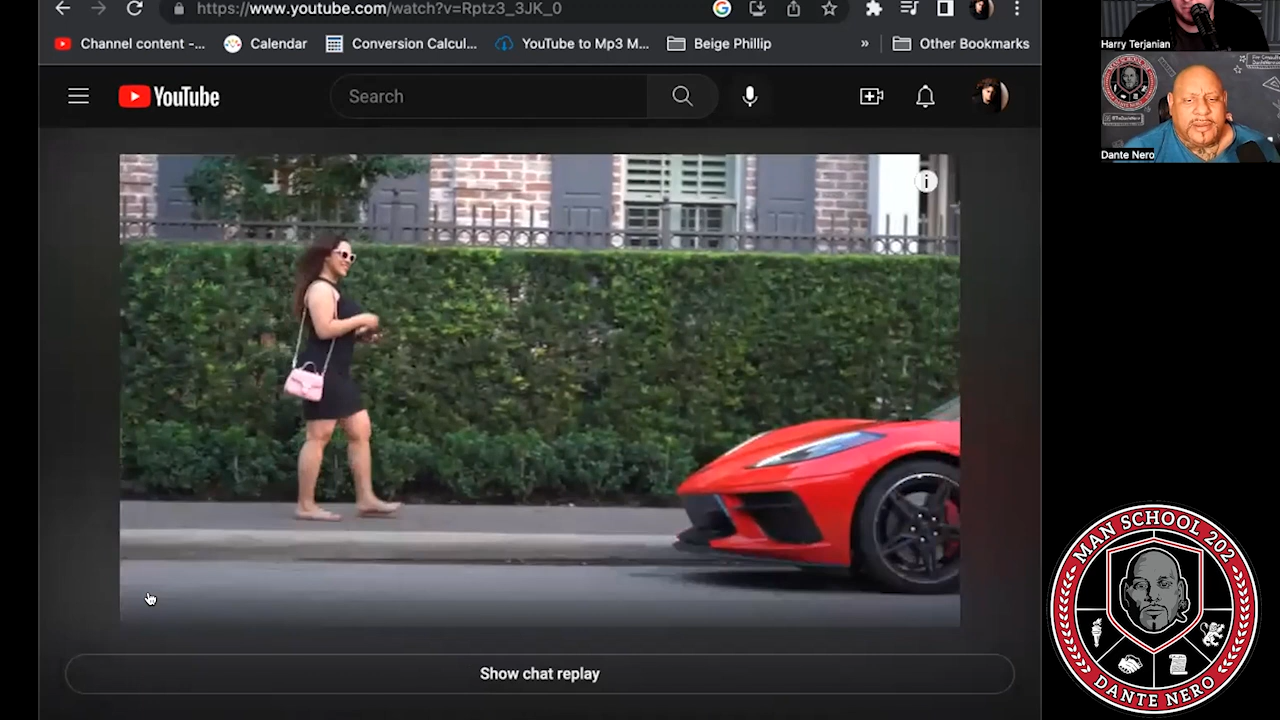 https://www.youtube.com/watch?v=Rptz3_3JK_0
Channel content -...
Calendar
Conversion Calcul...
YouTube to Mp3 M...
Beige Phillip
»
Other Bookmarks
YouTube
Search
Show chat replay
Harry Terjanian
Dante Nero
MAN SCHOOL 202
DANTE NERO